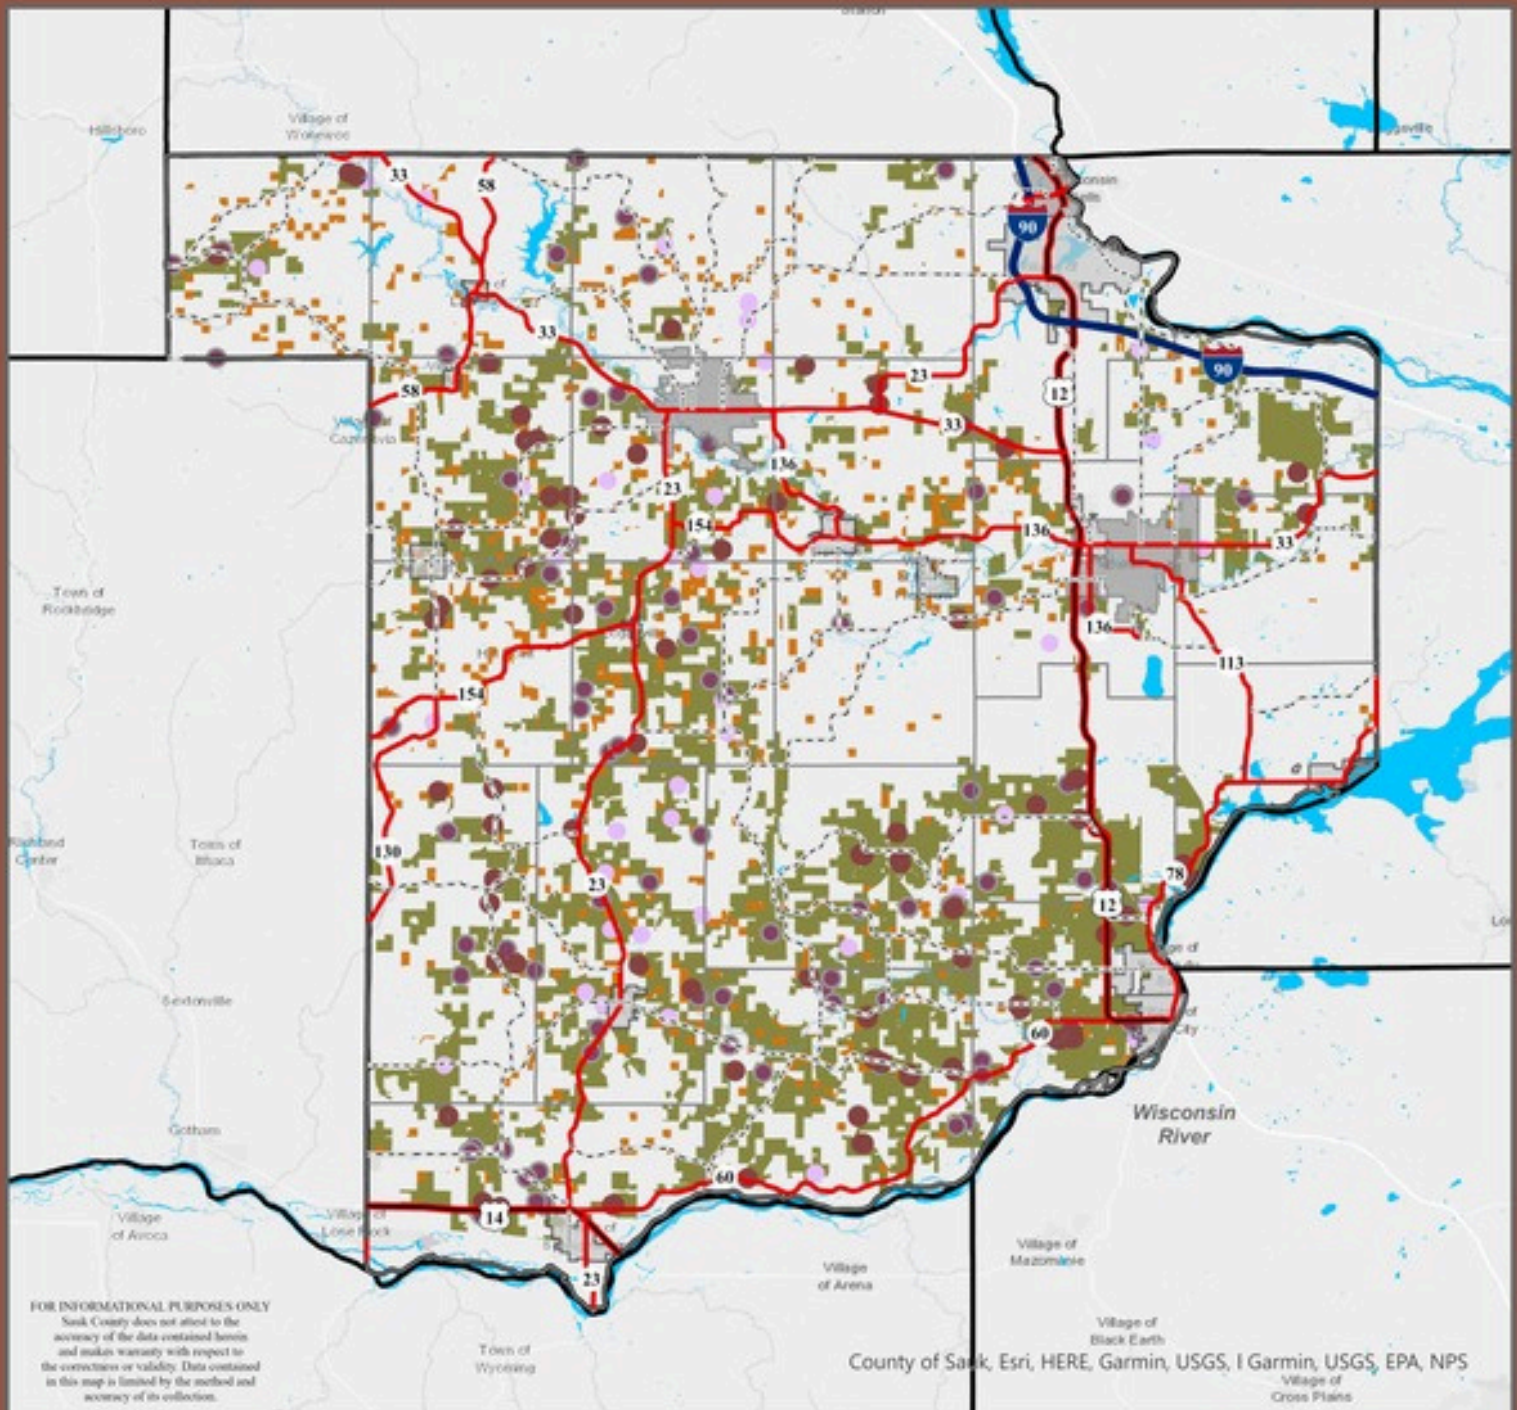 Hillsboro
Village of
Wonewoc
33
58
90
33
58
23
90
12
33
136
23
154
136
33
Town of
Rockbridge
136
113
154
130
Richland
Center
Town of
Ithaca
23
78
12
Sextonville
60
Wisconsin
River
Gotham
60
14
Village of
Lone Rock
Village
of Avoca
23
Village
of Arena
Village of
Mazomanie
Village of
Black Earth
Town of
Wyoming
FOR INFORMATIONAL PURPOSES ONLY
Sauk County does not attest to the
accuracy of the data contained herein
and makes warranty with respect to
the correctness or validity. Data contained
in this map is limited by the method and
accuracy of its collection.
County of Sauk, Esri, HERE, Garmin, USGS, | Garmin, USGS, EPA, NPS
Village of
Cross Plains